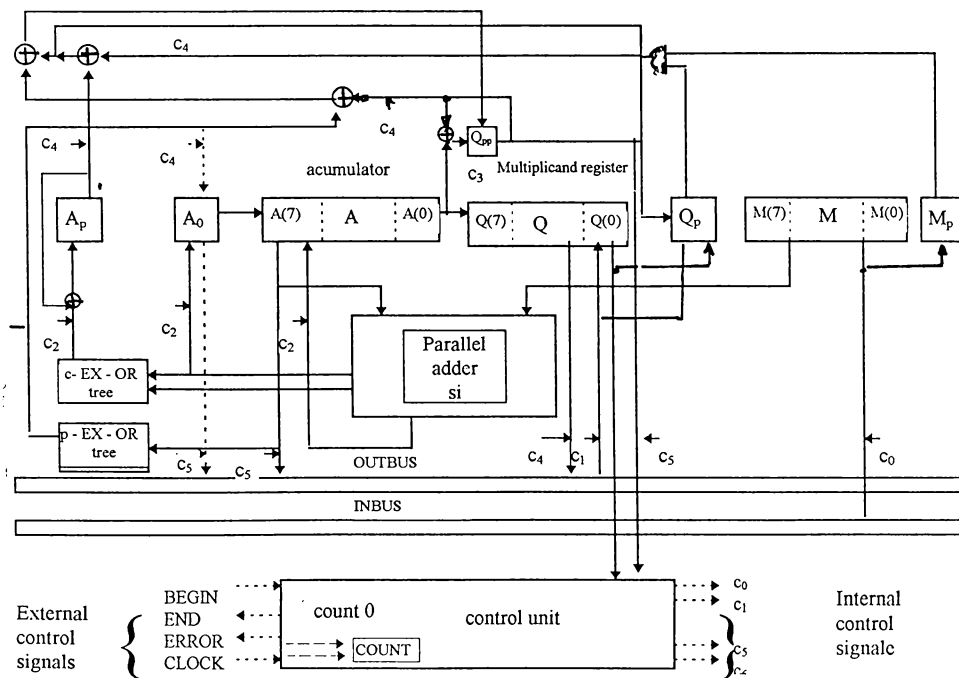 C4
C4
C4
C4
Qpp
C3
acumulator
Multiplicand register
Ap
A0
A(7) A A(0)
Q(7) Q Q(0)
Qp
M(7) M M(0)
Mp
C2
C2
C2
Parallel
adder
si
c- EX - OR
tree
p - EX - OR
tree
C5
C5
OUTBUS
C4
C1
C5
C0
INBUS
External
control
signals
BEGIN
END
ERROR
CLOCK
count 0
control unit
COUNT
c0
c1
c5
Internal
control
signale